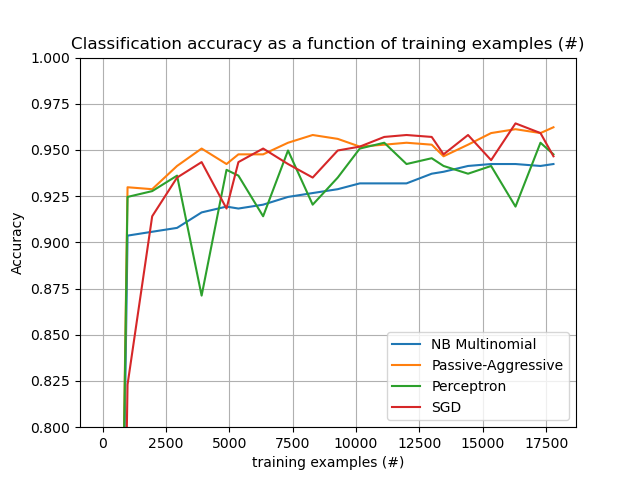 Classification accuracy as a function of training examples (#)
1.000
0.975
0.950
0.925
0.900
0.875
0.850
0.825
0.800
Accuracy
NB Multinomial
Passive-Aggressive
Perceptron
SGD
0 2500 5000 7500 10000 12500 15000 17500
training examples (#)